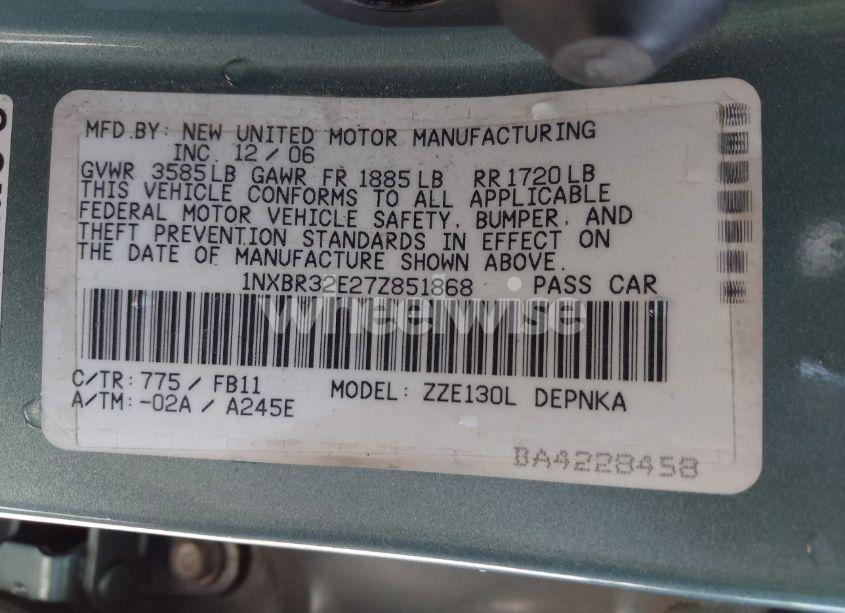 MFD.BY: NEW UNITED MOTOR MANUFACTURING
INC. 12/06
GVWR 3585LB GAWR FR 1885LB RR1720LB
THIS VEHICLE CONFORMS TO ALL APPLICABLE
FEDERAL MOTOR VEHICLE SAFETY, BUMPER, AND
THEFT PREVENTION STANDARDS IN EFFECT ON
THE DATE OF MANUFACTURE SHOWN ABOVE.
1NXBR32E27Z851868 PASS CAR
Wheelwise
C/TR: 775/FB11 MODEL: ZZE130L DEPNKA
A/TM: -02A / A245E
BA4228458